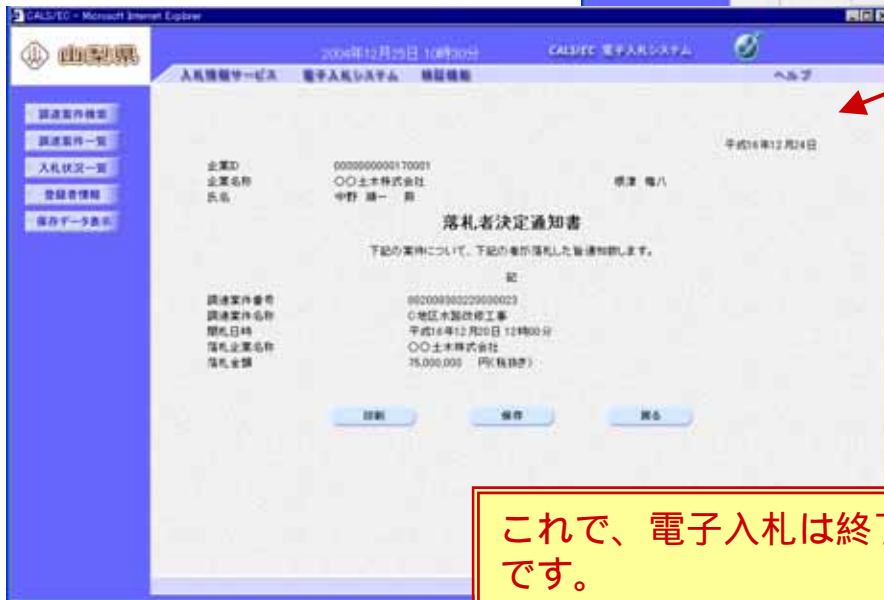 CALS/EC - Microsoft Internet Explorer
山梨県
2004年12月25日 10時30分
CALS/EC 電子入札システム
入札情報サービス 電子入札システム 検証機能 ヘルプ
調達案件検索
調達案件一覧
入札状況一覧
登録者情報
保存データ表示
平成16年12月24日
企業ID 0000000000170001
企業名称 〇〇土木株式会社
氏名 中野 順一 殿
根津 権八
落札者決定通知書
下記の案件について、下記の者が落札した旨通知致します。
記
調達案件番号
調達案件名称 C地区水路改修工事
開札日時 平成16年12月20日 12時00分
落札企業名称 〇〇土木株式会社
落札金額 75,000,000 円(税抜き)
印刷 保存 戻る
これで、電子入札は終了
です。